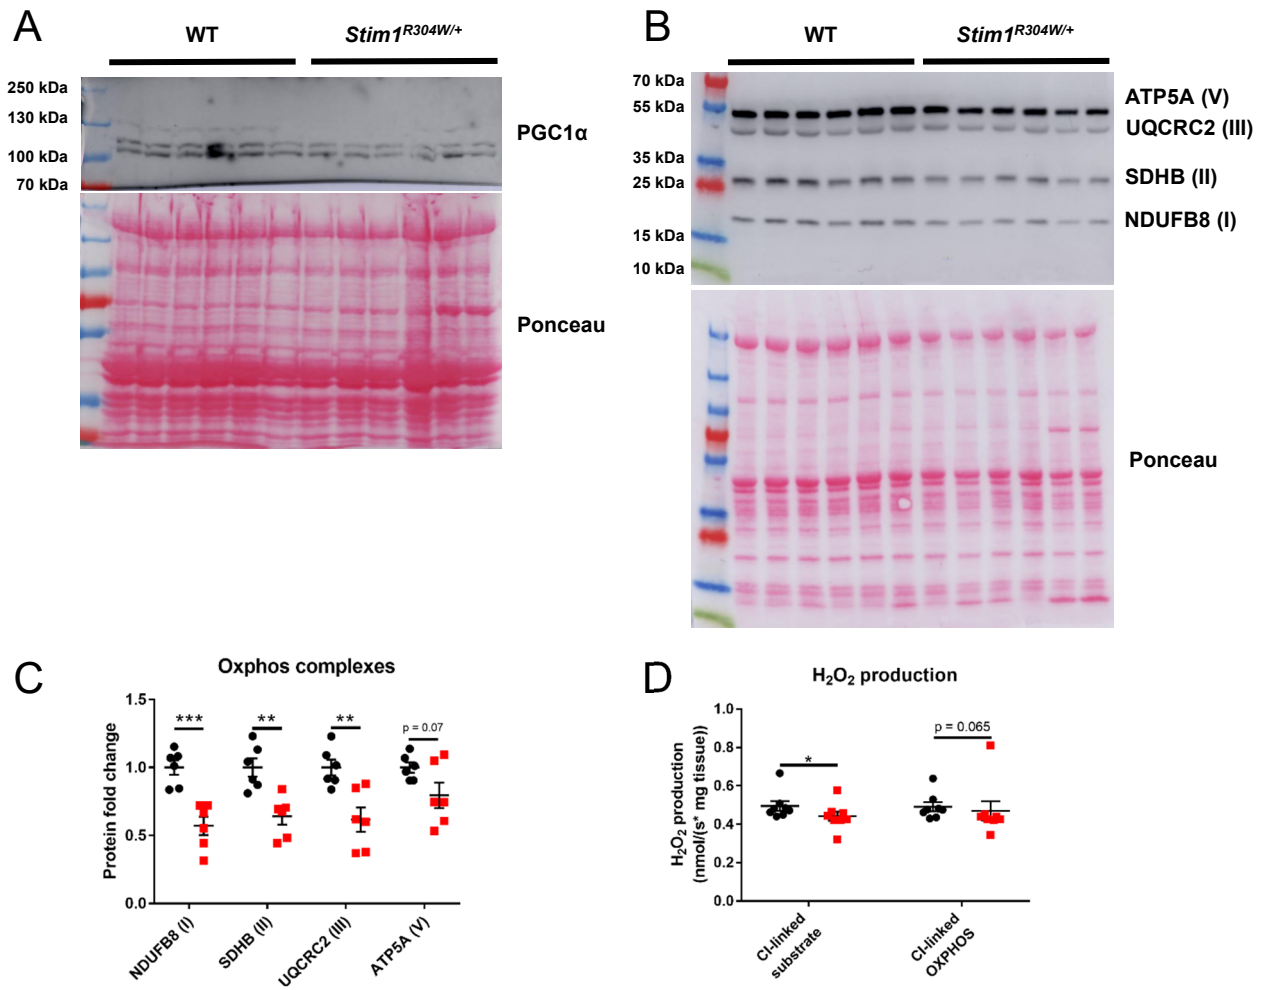 A
WT
Stim1R304W/+
250 kDa
130 kDa
100 kDa
70 kDa
PGC1α
Ponceau
B
WT
Stim1R304W/+
70 kDa
55 kDa
35 kDa
25 kDa
15 kDa
10 kDa
ATP5A (V)
UQCRC2 (III)
SDHB (II)
NDUFB8 (I)
Ponceau
C
Oxphos complexes
Protein fold change
1.5
1.0
0.5
0.0
***
**
**
p = 0.07
NDUFB8 (I)
SDHB (II)
UQCRC2 (III)
ATP5A (V)
D
H2O2 production
H2O2 production
(nmol/(s* mg tissue))
1.0
0.8
0.6
0.4
0.2
0.0
*
p = 0.065
CI-linked
substrate
CI-linked
OXPHOS